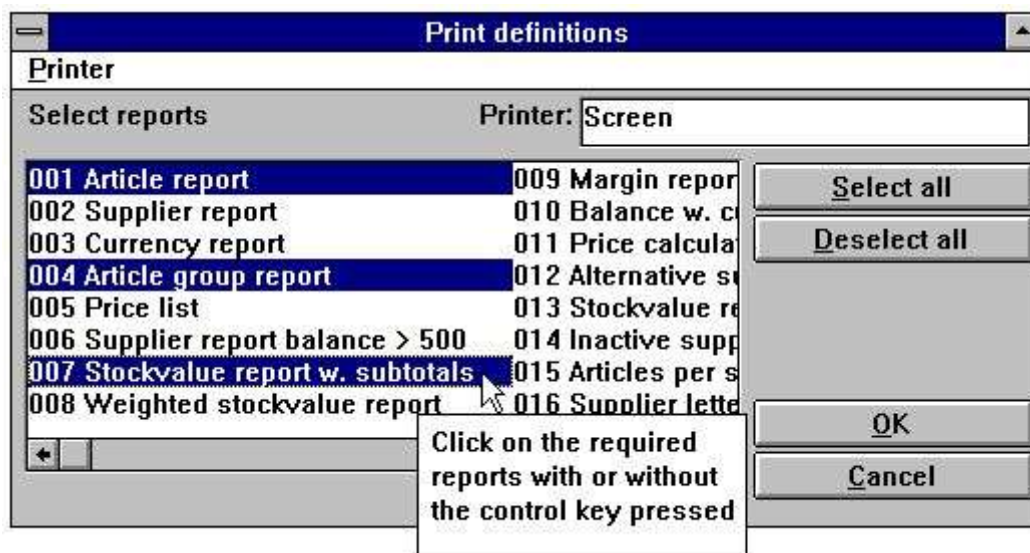 Print definitions
Printer
Select reports
Printer: Screen
001 Article report
002 Supplier report
003 Currency report
004 Article group report
005 Price list
006 Supplier report balance > 500
007 Stockvalue report w. subtotals
008 Weighted stockvalue report
009 Margin repor
010 Balance w. cu
011 Price calcula
012 Alternative su
013 Stockvalue re
014 Inactive supp
015 Articles per s
016 Supplier lette
Select all
Deselect all
OK
Cancel
Click on the required
reports with or without
the control key pressed